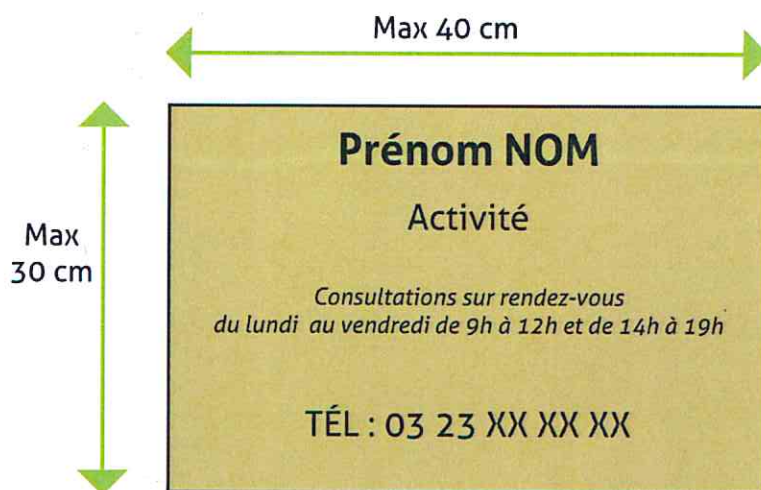 Max 40 cm
Max
30 cm
Prénom NOM
Activité
Consultations sur rendez-vous
du lundi au vendredi de 9h à 12h et de 14h à 19h
TÉL : 03 23 XX XX XX